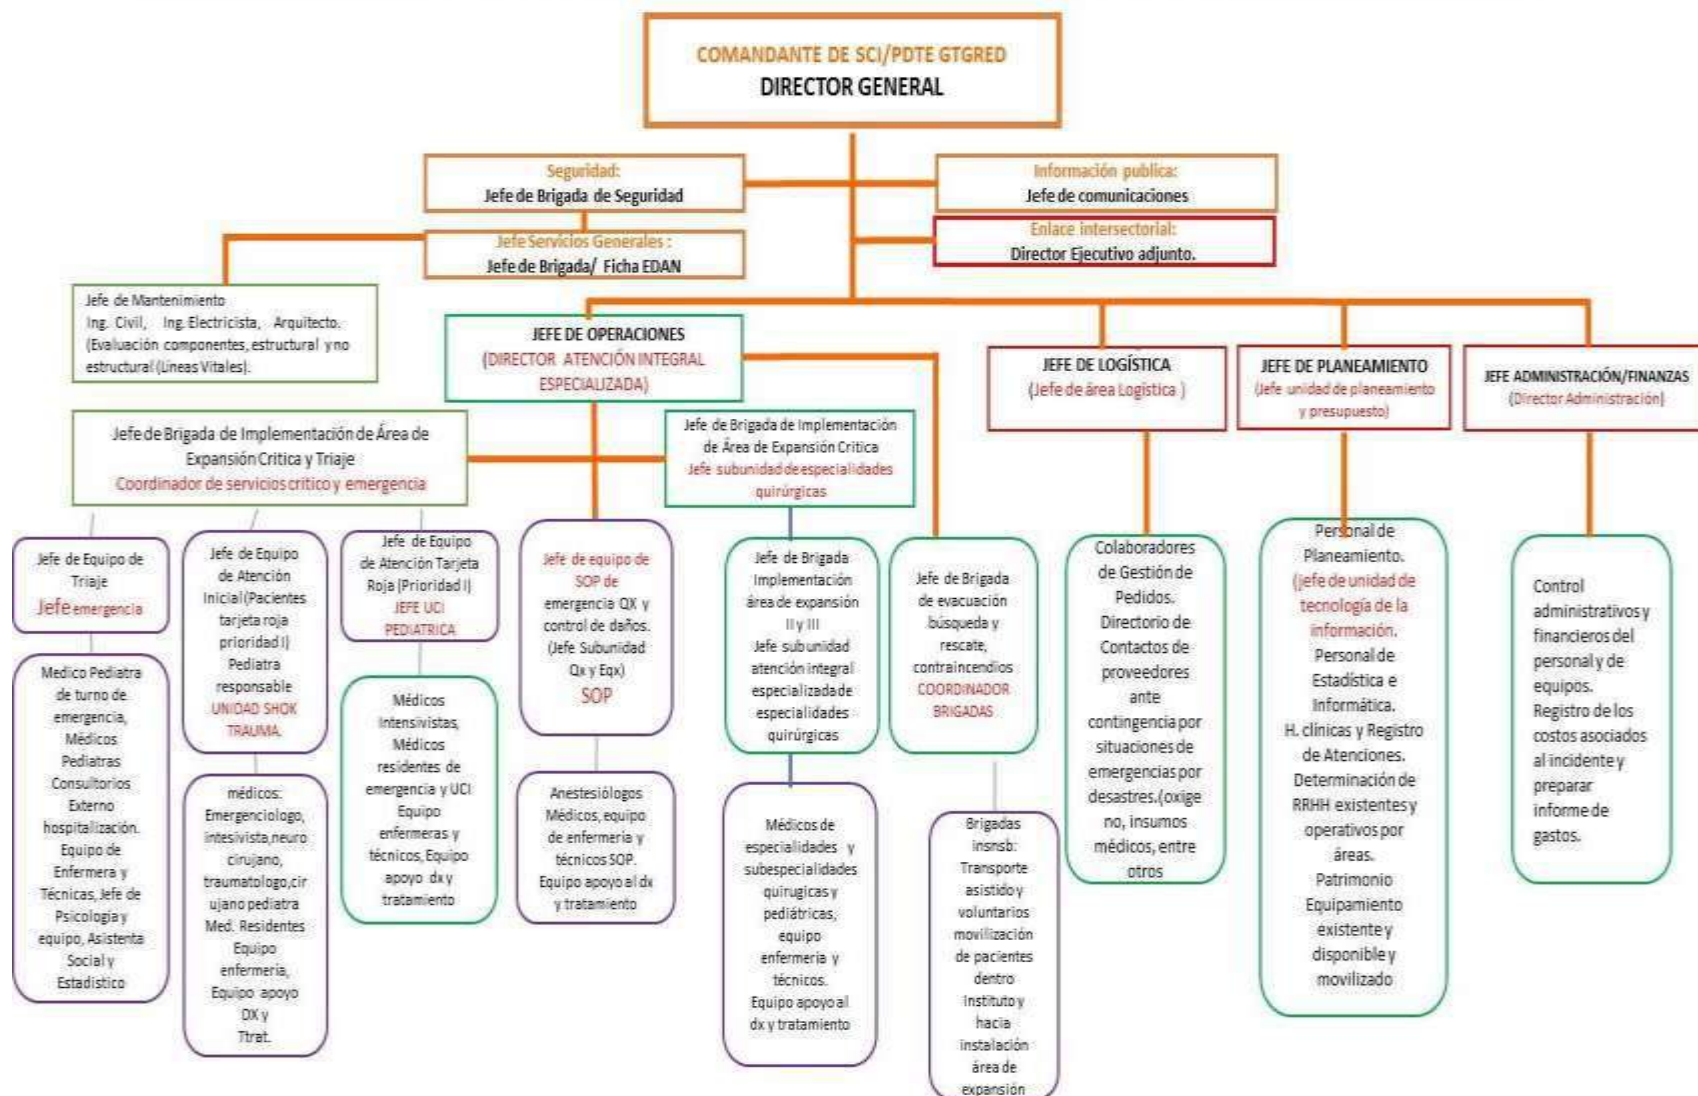 COMANDANTE DE SCI/PDTE GTGRED
DIRECTOR GENERAL
Seguridad:
Jefe de Brigada de Seguridad
Información publica:
Jefe de comunicaciones
Jefe Servicios Generales :
Jefe de Brigada/ Ficha EDAN
Enlace intersectorial:
Director Ejecutivo adjunto.
Jefe de Mantenimiento
Ing. Civil, Ing. Electricista, Arquitecto.
(Evaluación componentes, estructural y no
estructural (Líneas Vitales).
JEFE DE OPERACIONES
(DIRECTOR ATENCIÓN INTEGRAL
ESPECIALIZADA)
JEFE DE LOGÍSTICA
(Jefe de área Logística )
JEFE DE PLANEAMIENTO
(Jefe unidad de planeamiento
y presupuesto)
JEFE ADMINISTRACIÓN/FINANZAS
(Director Administración)
Jefe de Brigada de Implementación de Área de
Expansión Critica y Triaje
Coordinador de servicios crítico y emergencia
Jefe de Brigada de Implementación
de Área de Expansión Critica
Jefe subunidad de especialidades
quirúrgicas
Jefe de Equipo de
Triaje
Jefe emergencia
Jefe de Equipo
de Atención
Inicial (Pacientes
tarjeta roja
prioridad I)
Pediatra
responsable
UNIDAD SHOK
TRAUMA.
Jefe de Equipo
de Atención Tarjeta
Roja (Prioridad I)
JEFE UCI
PEDIATRICA
Jefe de equipo de
SOP de
emergencia QX y
control de daños.
(Jefe Subunidad
Qx y Eqx)
SOP
Jefe de Brigada
Implementación
área de expansión
II y III
Jefe subunidad
atención integral
especializada de
especialidades
quirúrgicas
Jefe de Brigada
de evacuación
búsqueda y
rescate,
contraincendios
COORDINADOR
BRIGADAS
Colaboradores
de Gestión de
Pedidos.
Directorio de
Contactos de
proveedores
ante
contingencia por
situaciones de
emergencias por
desastres.(oxige
no, insumos
médicos, entre
otros
Personal de
Planeamiento.
(jefe de unidad de
tecnología de la
información.
Personal de
Estadística e
Informática.
H. clínicas y Registro
de Atenciones.
Determinación de
RRHH existentes y
operativos por
áreas.
Patrimonio
Equipamiento
existente y
disponible y
movilizado
Control
administrativos y
financieros del
personal y de
equipos.
Registro de los
costos asociados
al incidente y
preparar
informe de
gastos.
Medico Pediatra
de turno de
emergencia,
Médicos
Pediatras
Consultorios
Externo
hospitalización.
Equipo de
Enfermera y
Técnicas, Jefe de
Psicología y
equipo, Asistenta
Social y
Estadistico
médicos:
Emergenciologo,
intesivista,neuro
cirujano,
traumatologo,cir
ujano pediatra
Med. Residentes
Equipo
enfermería,
Equipo apoyo
DX y
Ttrat.
Médicos
Intensivistas,
Médicos
residentes de
emergencia y UCI
Equipo
enfermeras y
técnicos, Equipo
apoyo dx y
tratamiento
Anestesiólogos
Médicos, equipo
de enfermería y
técnicos SOP.
Equipo apoyo al dx
y tratamiento
Médicos de
especialidades y
subespecialidades
quirugicas y
pediátricas,
equipo
enfermería y
técnicos.
Equipo apoyo al
dx y tratamiento
Brigadas
insnsb:
Transporte
asistido y
voluntarios
movilización
de pacientes
dentro
Instituto y
hacia
instalación
área de
expansión